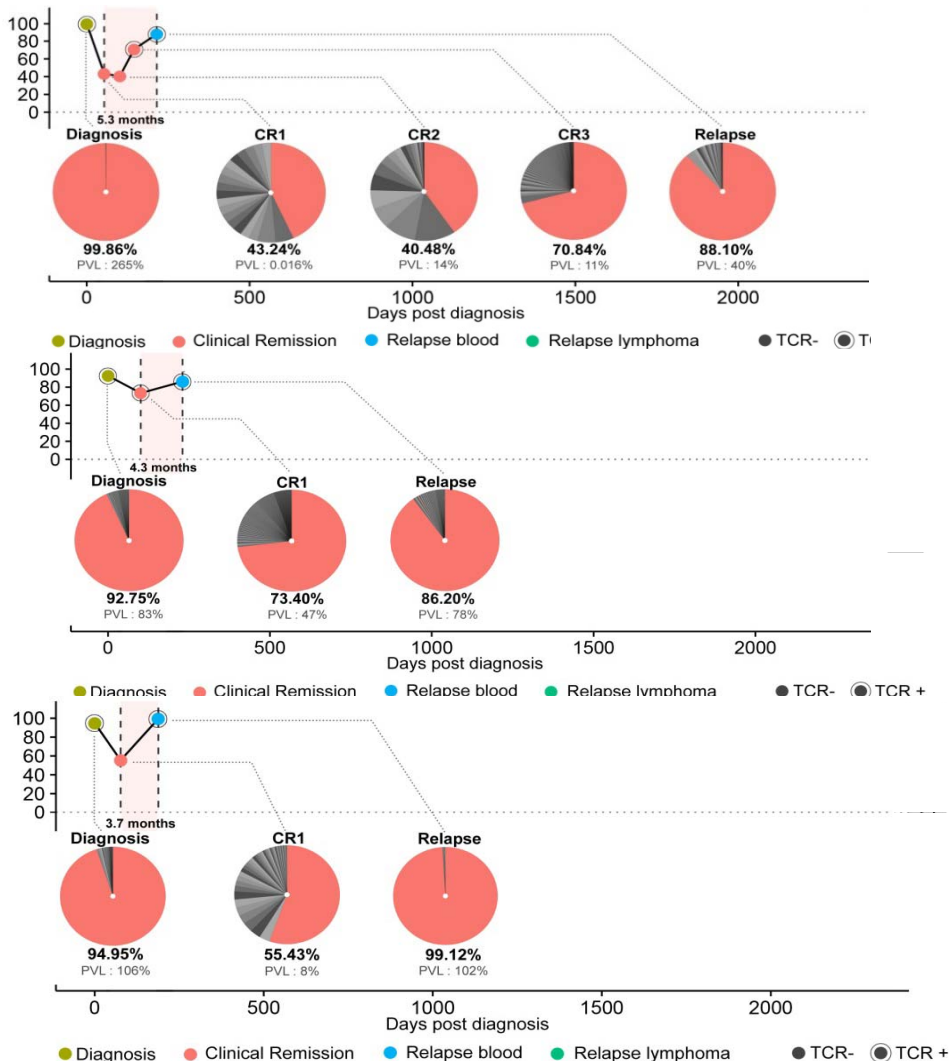 100
80
60
40
20
0
5.3 months
Diagnosis CR1 CR2 CR3 Relapse
99.86% 43.24% 40.48% 70.84% 88.10%
PVL : 265% PVL : 0.016% PVL : 14% PVL : 11% PVL : 40%
0 500 1000 1500 2000
Days post diagnosis
Diagnosis Clinical Remission Relapse blood Relapse lymphoma TCR-
100
80
60
40
20
0
4.3 months
Diagnosis CR1 Relapse
92.75% 73.40% 86.20%
PVL : 83% PVL : 47% PVL : 78%
0 500 1000 1500 2000
Days post diagnosis
Diagnosis Clinical Remission Relapse blood Relapse lymphoma TCR- TCR +
100
80
60
40
20
0
3.7 months
Diagnosis CR1 Relapse
94.95% 55.43% 99.12%
PVL : 106% PVL : 8% PVL : 102%
0 500 1000 1500 2000
Days post diagnosis
Diagnosis Clinical Remission Relapse blood Relapse lymphoma TCR- TCR +